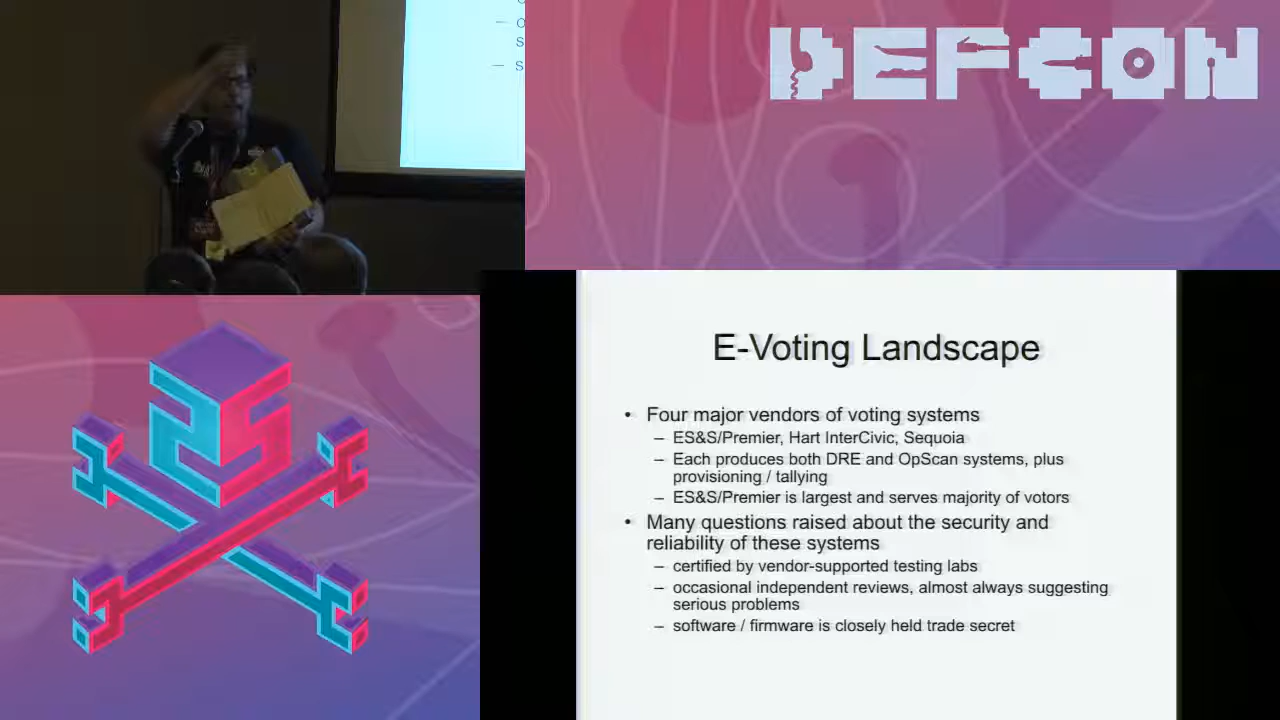 DEFCON
E-Voting Landscape
• Four major vendors of voting systems
– ES&S/Premier, Hart InterCivic, Sequoia
– Each produces both DRE and OpScan systems, plus
provisioning / tallying
– ES&S/Premier is largest and serves majority of votors
• Many questions raised about the security and
reliability of these systems
– certified by vendor-supported testing labs
– occasional independent reviews, almost always suggesting
serious problems
– software / firmware is closely held trade secret